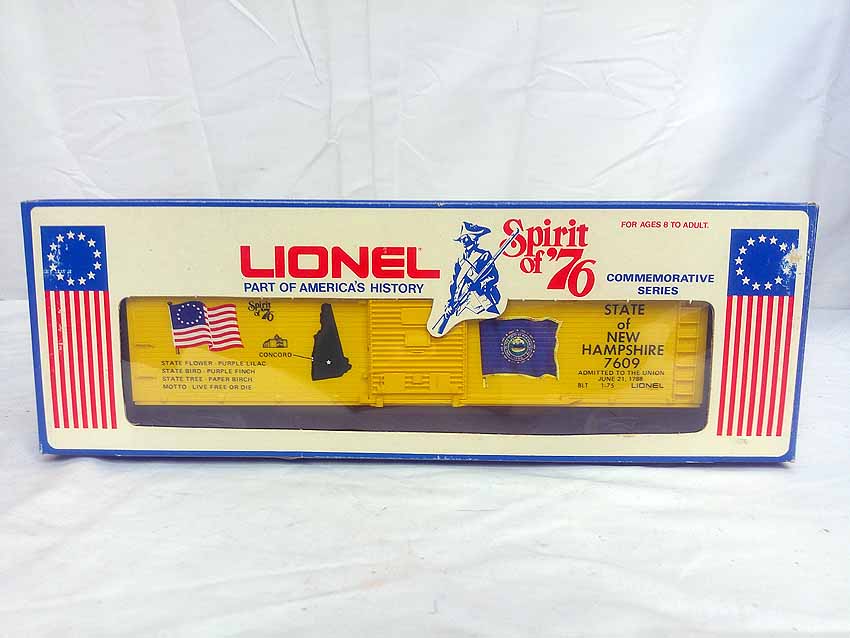 LIONEL
PART OF AMERICA'S HISTORY
Spirit
of '76
FOR AGES 8 TO ADULT.
COMMEMORATIVE
SERIES
Spirit
of '76
CONCORD
STATE FLOWER · PURPLE LILAC
STATE BIRD · PURPLE FINCH
STATE TREE · PAPER BIRCH
MOTTO · LIVE FREE OR DIE
STATE
of
NEW
HAMPSHIRE
7609
ADMITTED TO THE UNION
JUNE 21, 1788
BLT 1-75 LIONEL